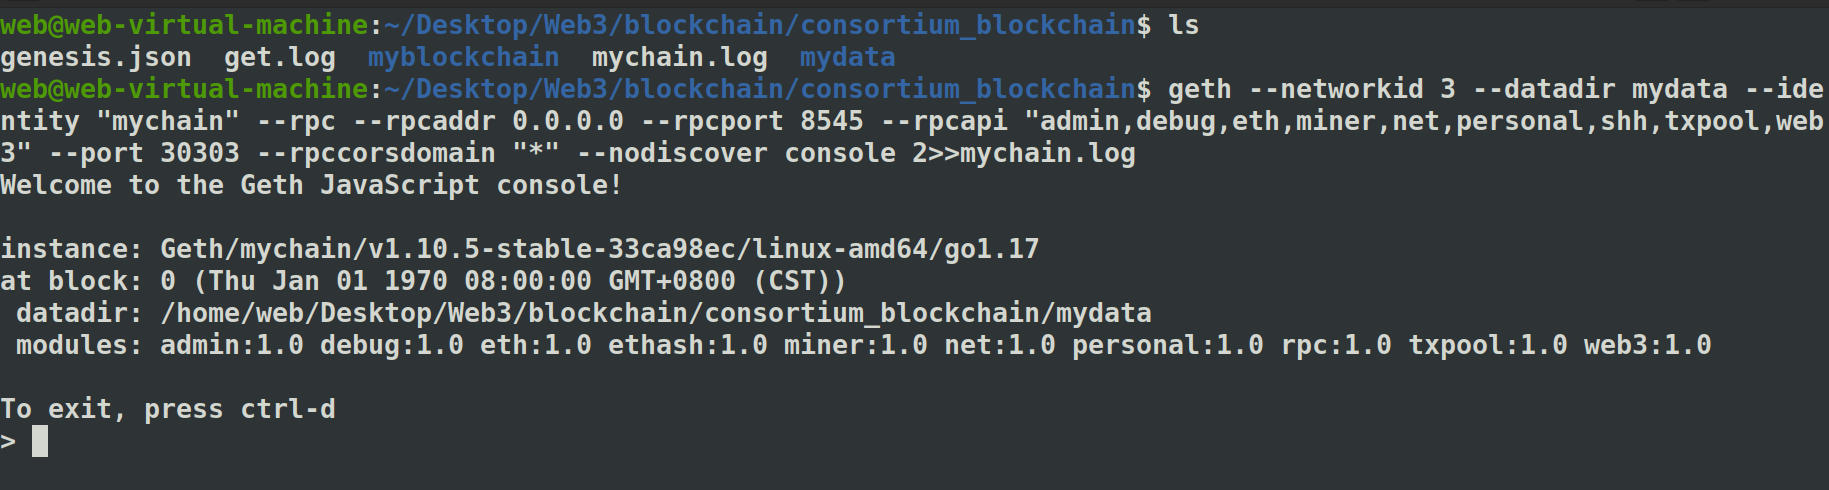 web@web-virtual-machine:~/Desktop/Web3/blockchain/consortium_blockchain$ ls
genesis.json  get.log  myblockchain  mychain.log  mydata
web@web-virtual-machine:~/Desktop/Web3/blockchain/consortium_blockchain$ geth --networkid 3 --datadir mydata --ide
ntity "mychain" --rpc --rpcaddr 0.0.0.0 --rpcport 8545 --rpcapi "admin,debug,eth,miner,net,personal,shh,txpool,web
3" --port 30303 --rpccorsdomain "*" --nodiscover console 2>>mychain.log
Welcome to the Geth JavaScript console!
instance: Geth/mychain/v1.10.5-stable-33ca98ec/linux-amd64/go1.17
at block: 0 (Thu Jan 01 1970 08:00:00 GMT+0800 (CST))
 datadir: /home/web/Desktop/Web3/blockchain/consortium_blockchain/mydata
 modules: admin:1.0 debug:1.0 eth:1.0 ethash:1.0 miner:1.0 net:1.0 personal:1.0 rpc:1.0 txpool:1.0 web3:1.0
To exit, press ctrl-d
>